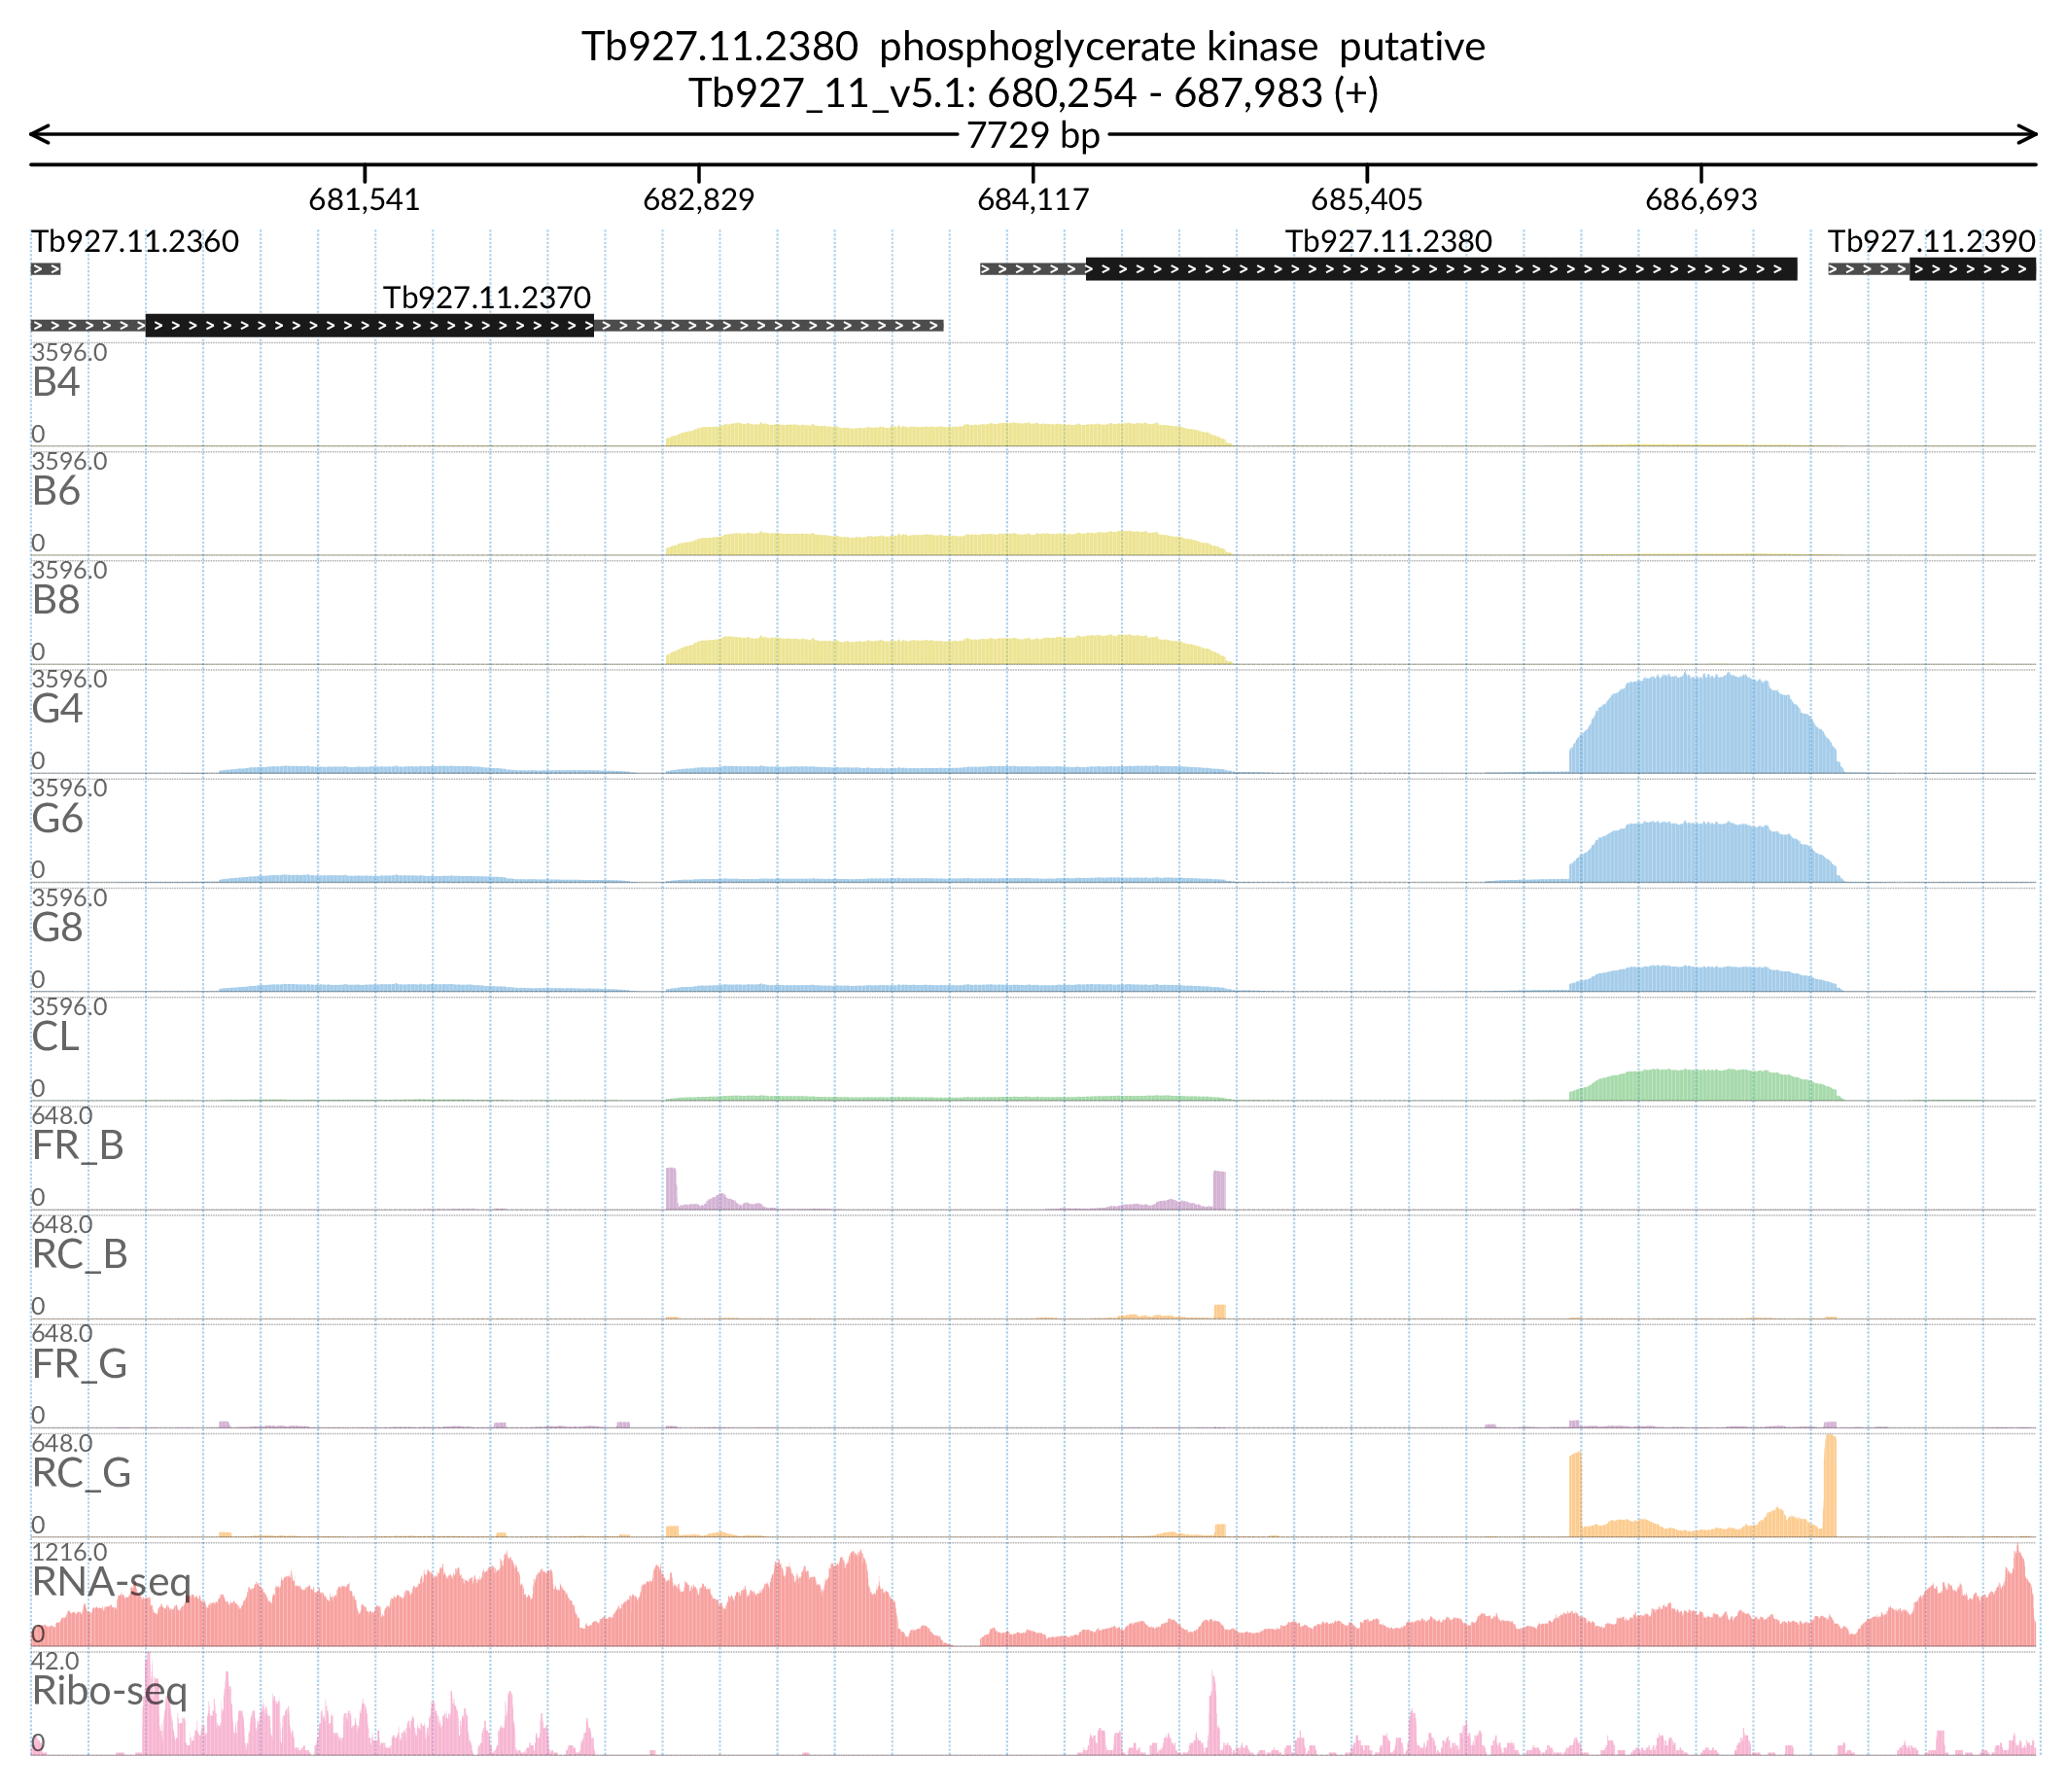 Tb927.11.2380  phosphoglycerate kinase  putative
Tb927_11_v5.1: 680,254 - 687,983 (+)
7729 bp
681,541 682,829 684,117 685,405 686,693
Tb927.11.2360 Tb927.11.2380 Tb927.11.2390
Tb927.11.2370
3596.0
B4
0
3596.0
B6
0
3596.0
B8
0
3596.0
G4
0
3596.0
G6
0
3596.0
G8
0
3596.0
CL
0
648.0
FR_B
0
648.0
RC_B
0
648.0
FR_G
0
648.0
RC_G
0
1216.0
RNA-seq
0
42.0
Ribo-seq
0